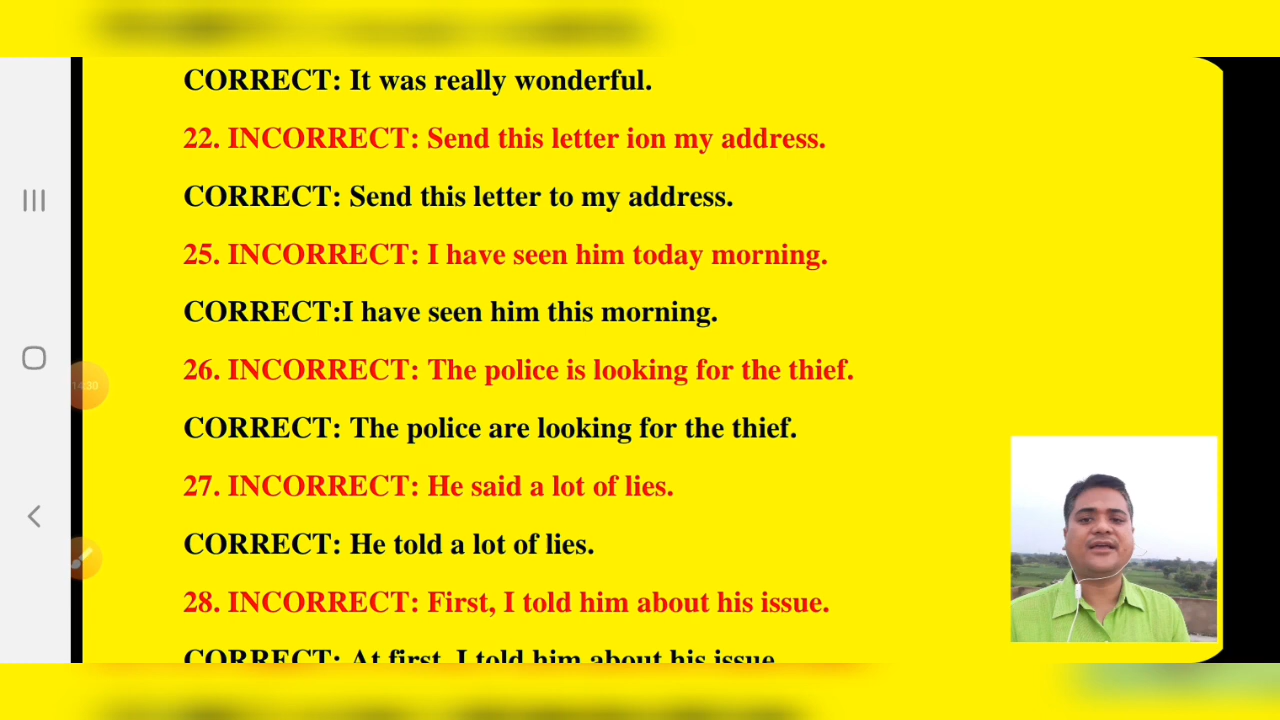 CORRECT: It was really wonderful.
22. INCORRECT: Send this letter ion my address.
CORRECT: Send this letter to my address.
25. INCORRECT: I have seen him today morning.
CORRECT:I have seen him this morning.
26. INCORRECT: The police is looking for the thief.
14:30
CORRECT: The police are looking for the thief.
27. INCORRECT: He said a lot of lies.
CORRECT: He told a lot of lies.
28. INCORRECT: First, I told him about his issue.
CORRECT: At first, I told him about his issue